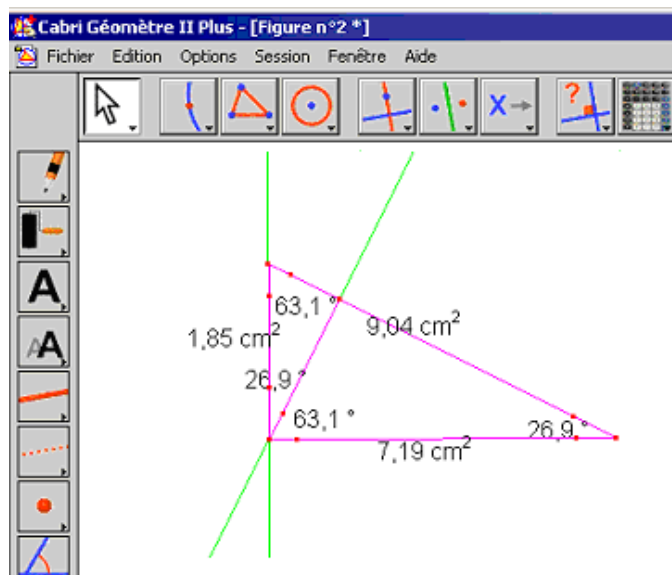 Cabri Géomètre II Plus - [Figure n°2 *]
Fichier Edition Options Session Fenêtre Aide
X
?
A
AA
63,1 °
9,04 cm²
1,85 cm²
26,9 °
63,1 °
26,9 °
7,19 cm²